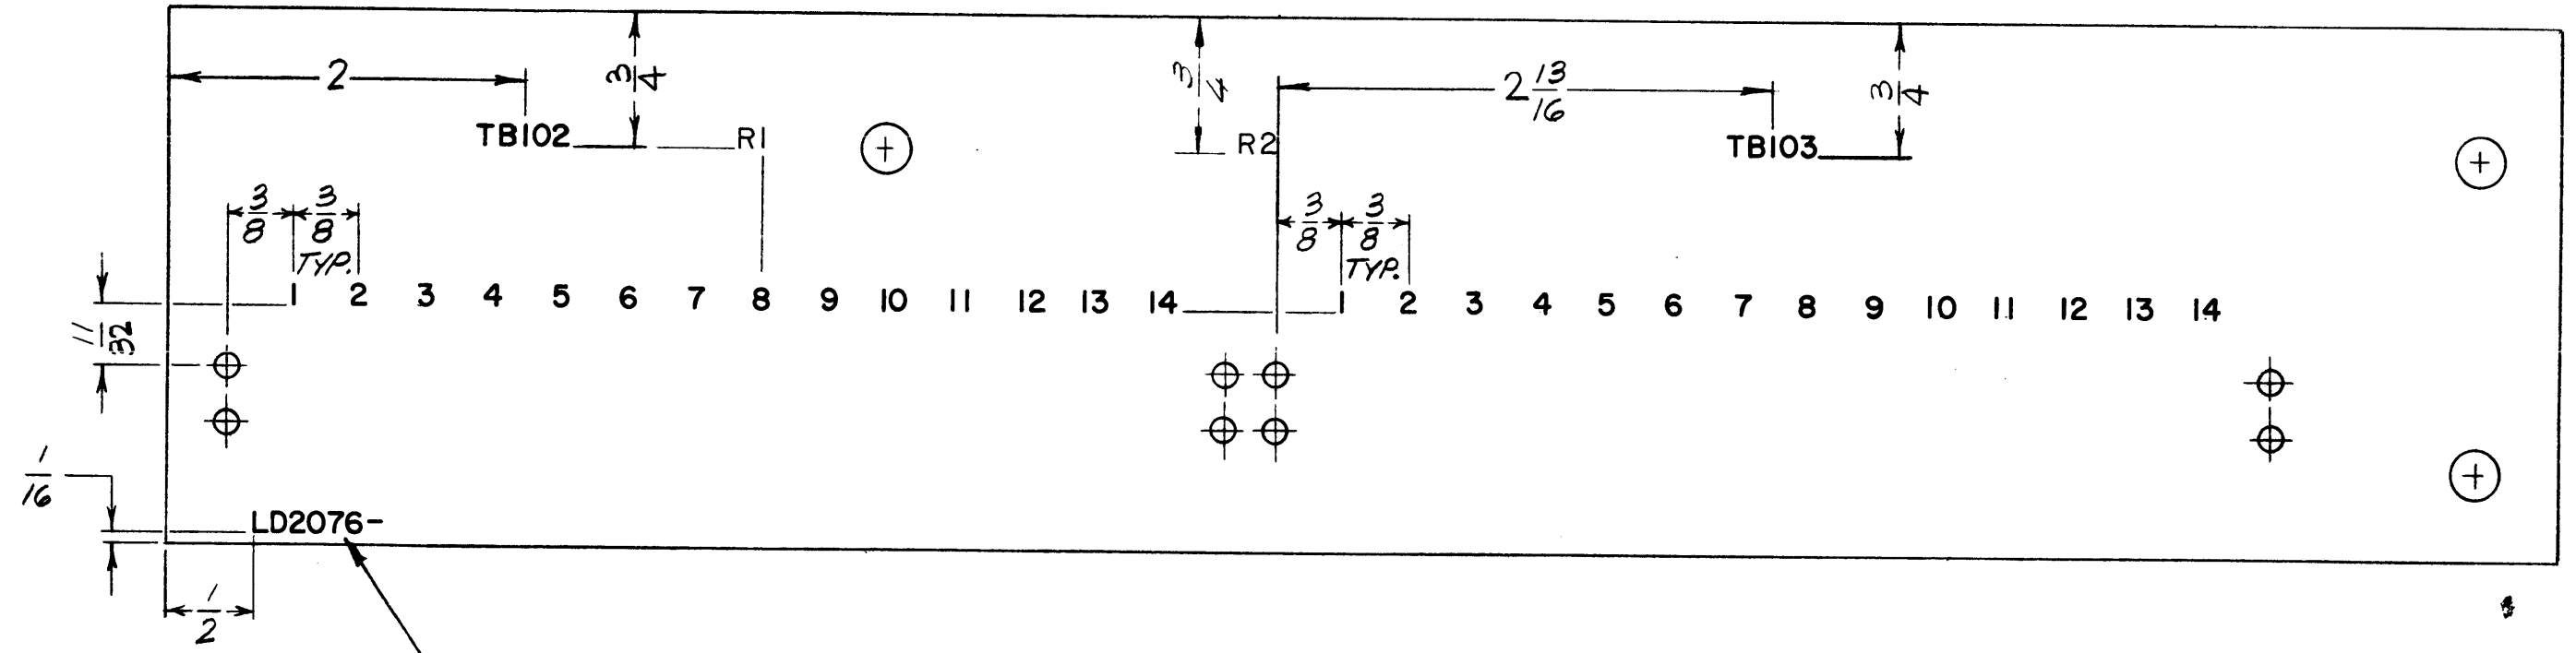 2
3/4
3/4
2 13/16
3/4
TB102
R1
R2
TB103
3/8 3/8 TYP.
3/8 3/8 TYP.
1 2 3 4 5 6 7 8 9 10 11 12 13 14
1 2 3 4 5 6 7 8 9 10 11 12 13 14
11/32
1/16
LD2076-
1/2